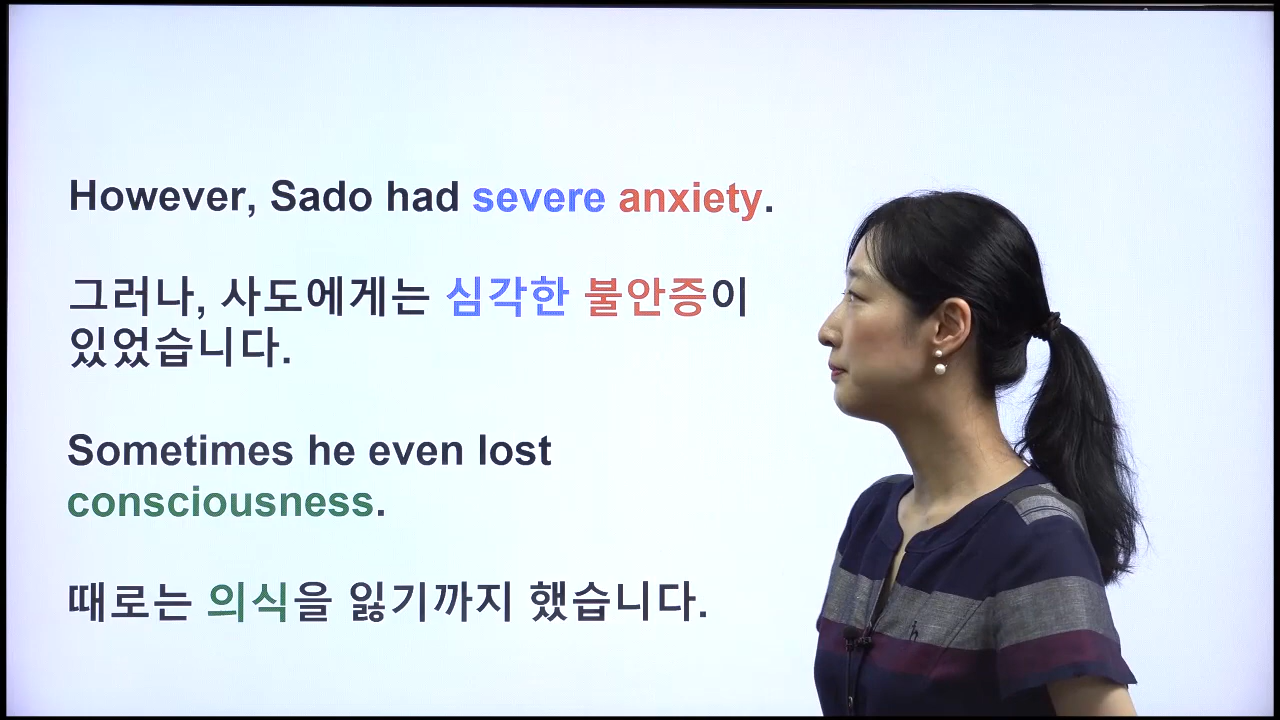 However, Sado had severe anxiety.
그러나, 사도에게는 심각한 불안증이
있었습니다.
Sometimes he even lost
consciousness.
때로는 의식을 잃기까지 했습니다.